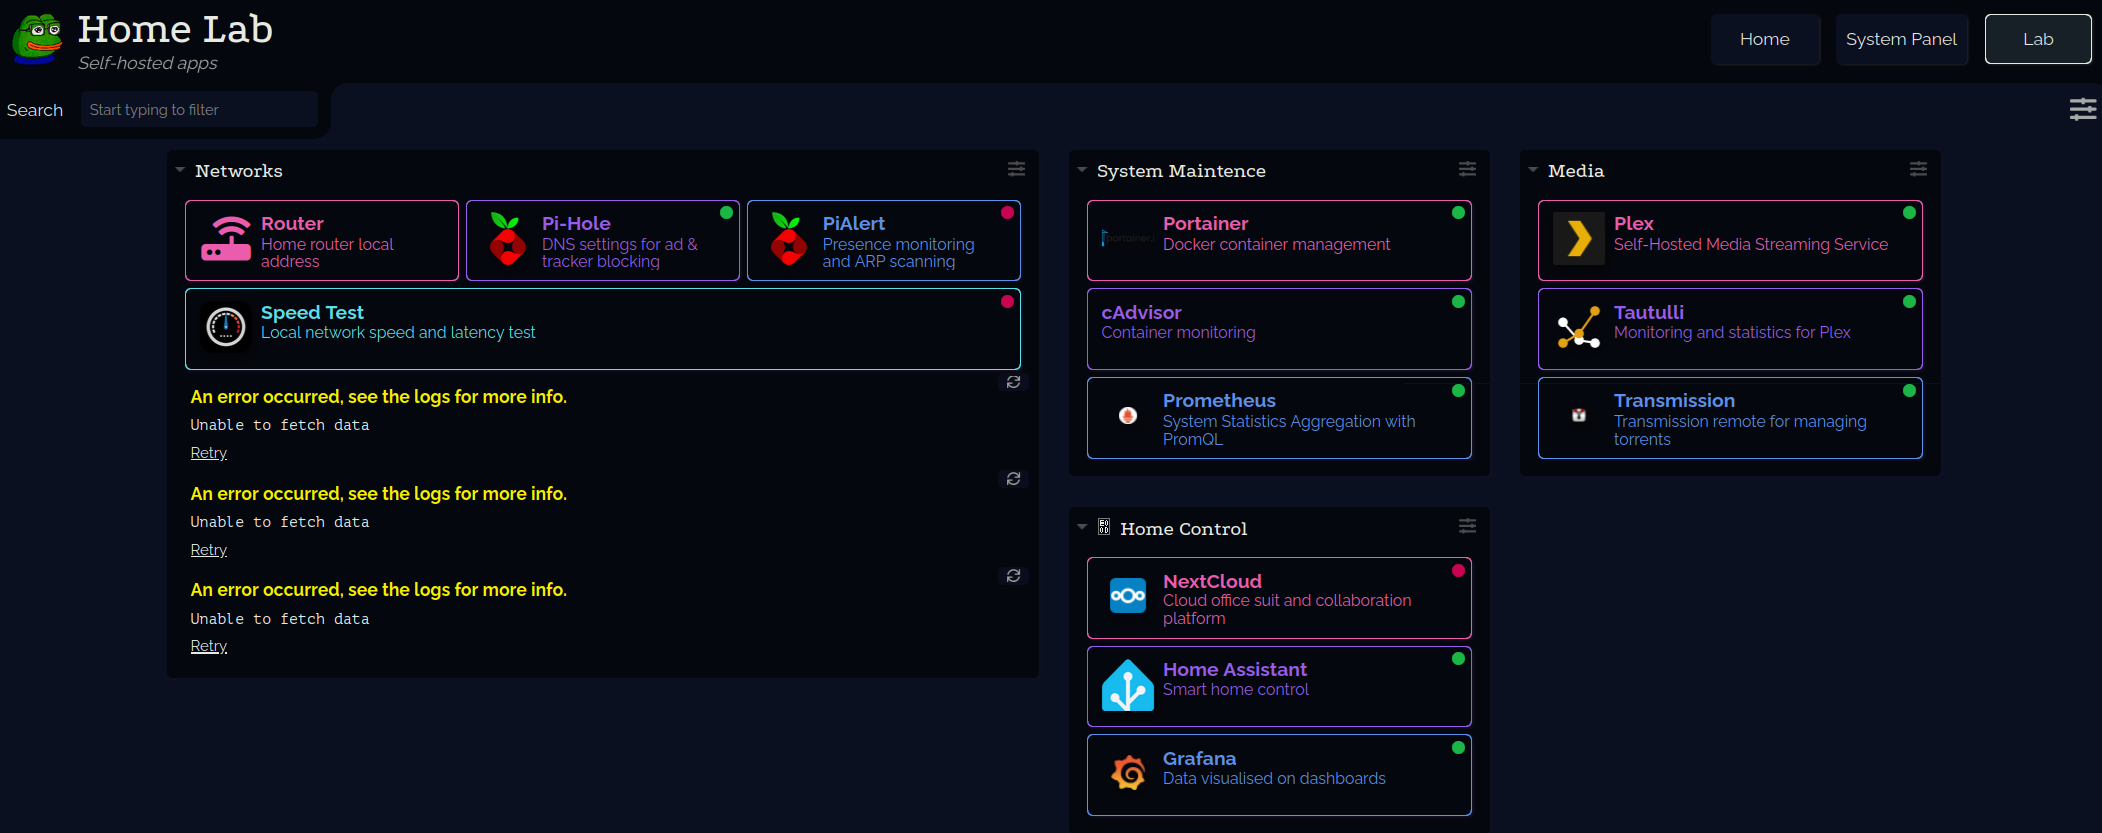 Home Lab
Self-hosted apps
Home
System Panel
Lab
Search
Start typing to filter
Networks
Router
Home router local
address
Pi-Hole
DNS settings for ad &
tracker blocking
PiAlert
Presence monitoring
and ARP scanning
Speed Test
Local network speed and latency test
An error occurred, see the logs for more info.
Unable to fetch data
Retry
An error occurred, see the logs for more info.
Unable to fetch data
Retry
An error occurred, see the logs for more info.
Unable to fetch data
Retry
System Maintence
portainer.io
Portainer
Docker container management
cAdvisor
Container monitoring
Prometheus
System Statistics Aggregation with
PromQL
Home Control
NextCloud
Cloud office suit and collaboration
platform
Home Assistant
Smart home control
Grafana
Data visualised on dashboards
Media
Plex
Self-Hosted Media Streaming Service
Tautulli
Monitoring and statistics for Plex
Transmission
Transmission remote for managing
torrents